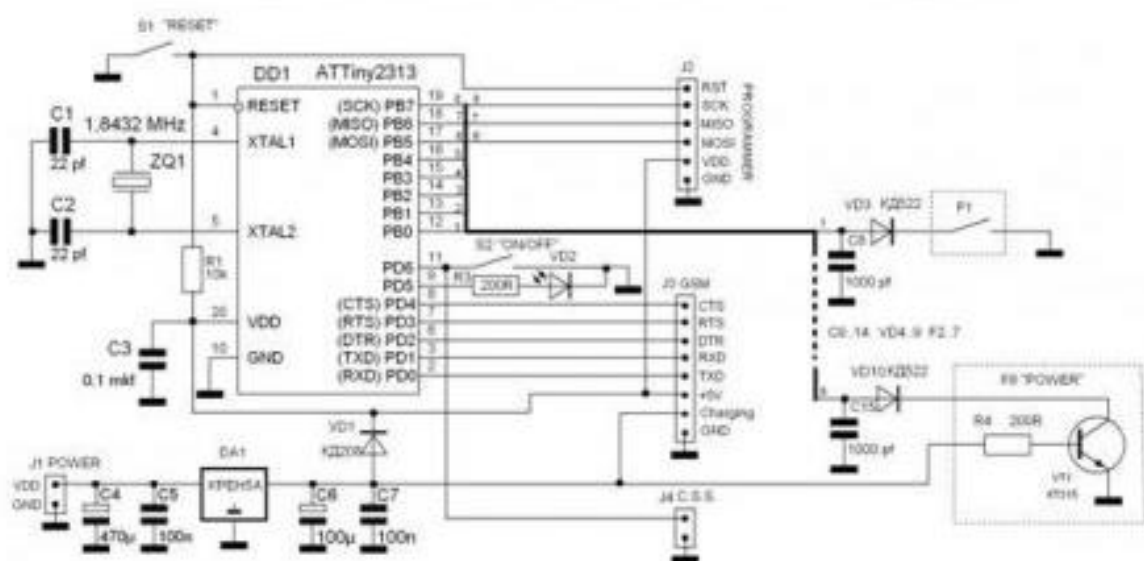 S1 "RESET"
DD1 ATTiny2313
1 RESET
(SCK) PB7 19
(MISO) PB6 18
(MOSI) PB5 17
PB4 16
PB3 15
PB2 14
PB1 13
PB0 12
C1
22 pf
1,8432 MHz
4 XTAL1
ZQ1
C2
22 pf
5 XTAL2
R1
10k
20 VDD
C3
0,1 mkf
10 GND
PD6 11
PD5 9
(CTS) PD4 8
(RTS) PD3 7
(DTR) PD2 6
(TXD) PD1 3
(RXD) PD0 2
S2 "ON/OFF"
R3
200R
VD2
J2
RST
SCK
MISO
MOSI
VDD
GND
PROGRAMMER
J3 GSM
CTS
RTS
DTR
RXD
TXD
+5v
Charging
GND
1
VD3 КД522
F1
C8
1000 pf
C9..14 VD4..9 F2..7
8
VD10 КД522
C15
1000 pf
F8 "POWER"
R4 200R
VT1
KT315
VD1
J1 POWER
VDD
GND
C4
470µ
C5
100n
DA1
C6
100µ
C7
100n
J4 C.S.S.